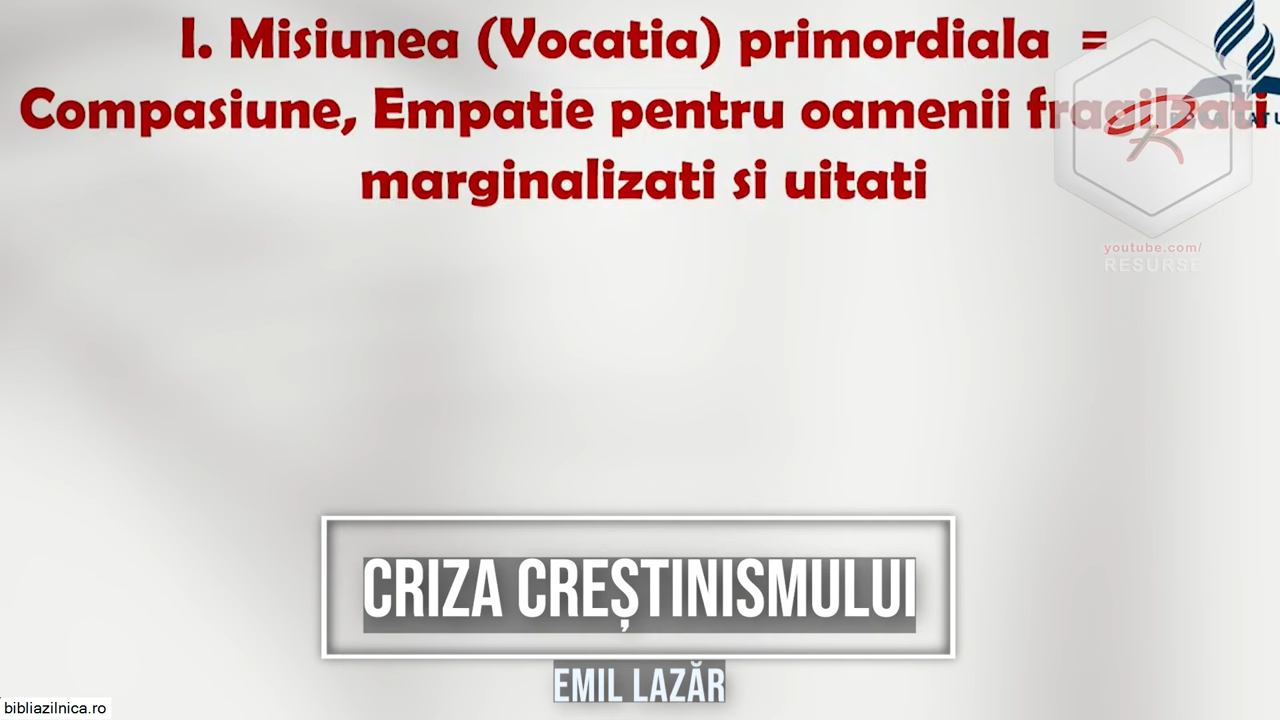 I. Misiunea (Vocatia) primordiala =
Compasiune, Empatie pentru oamenii fragilzati
marginalizati si uitati
youtube.com/
RESURSE
CRIZA CREȘTINISMULUI
EMIL LAZĂR
bibliazilnica.ro